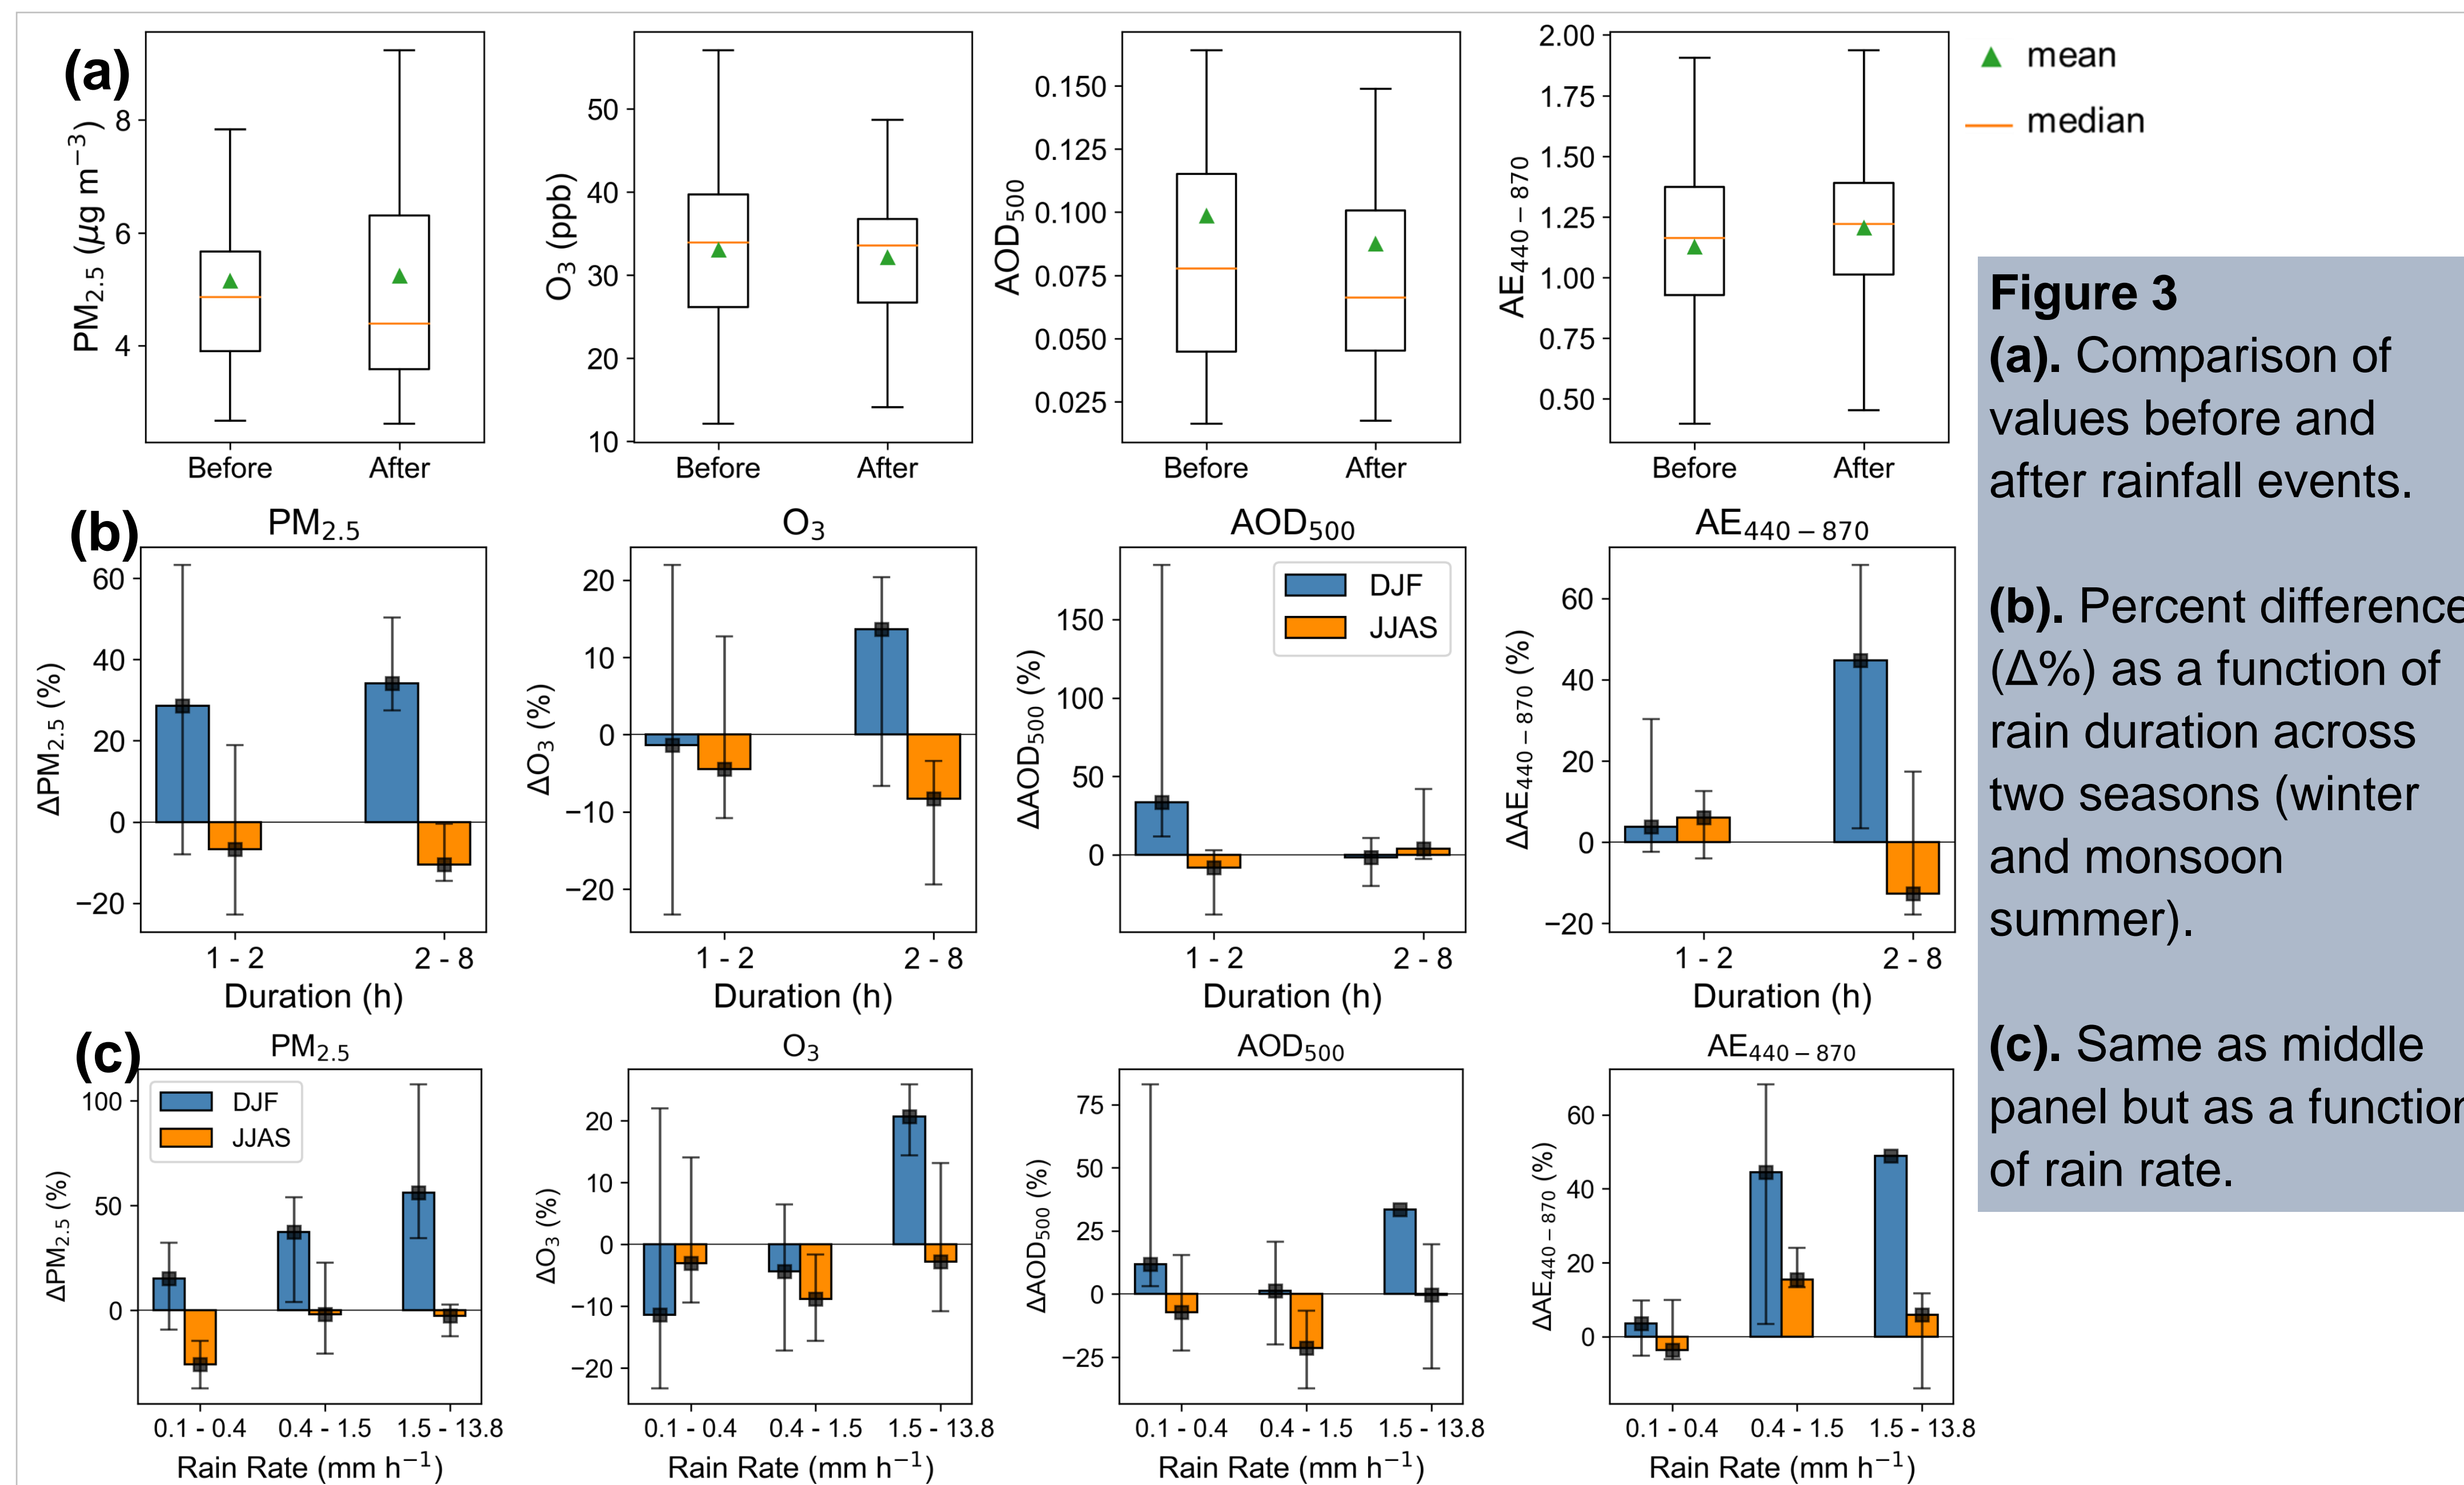 (a)
PM2.5 (μg m−3)
8
6
4
Before After
O3 (ppb)
50
40
30
20
10
Before After
AOD500
0.150
0.125
0.100
0.075
0.050
0.025
Before After
AE440 − 870
2.00
1.75
1.50
1.25
1.00
0.75
0.50
Before After
mean
median
Figure 3
(a). Comparison of
values before and
after rainfall events.
(b). Percent difference
(Δ%) as a function of
rain duration across
two seasons (winter
and monsoon
summer).
(c). Same as middle
panel but as a function
of rain rate.
(b)
PM2.5
ΔPM2.5 (%)
60
40
20
0
−20
1 - 2 2 - 8
Duration (h)
O3
ΔO3 (%)
20
10
0
−10
−20
1 - 2 2 - 8
Duration (h)
AOD500
ΔAOD500 (%)
150
100
50
0
DJF
JJAS
1 - 2 2 - 8
Duration (h)
AE440 − 870
ΔAE440 − 870 (%)
60
40
20
0
−20
1 - 2 2 - 8
Duration (h)
(c)
PM2.5
ΔPM2.5 (%)
100
50
0
DJF
JJAS
0.1 - 0.4 0.4 - 1.5 1.5 - 13.8
Rain Rate (mm h−1)
O3
ΔO3 (%)
20
10
0
−10
−20
0.1 - 0.4 0.4 - 1.5 1.5 - 13.8
Rain Rate (mm h−1)
AOD500
ΔAOD500 (%)
75
50
25
0
−25
0.1 - 0.4 0.4 - 1.5 1.5 - 13.8
Rain Rate (mm h−1)
AE440 − 870
ΔAE440 − 870 (%)
60
40
20
0
0.1 - 0.4 0.4 - 1.5 1.5 - 13.8
Rain Rate (mm h−1)